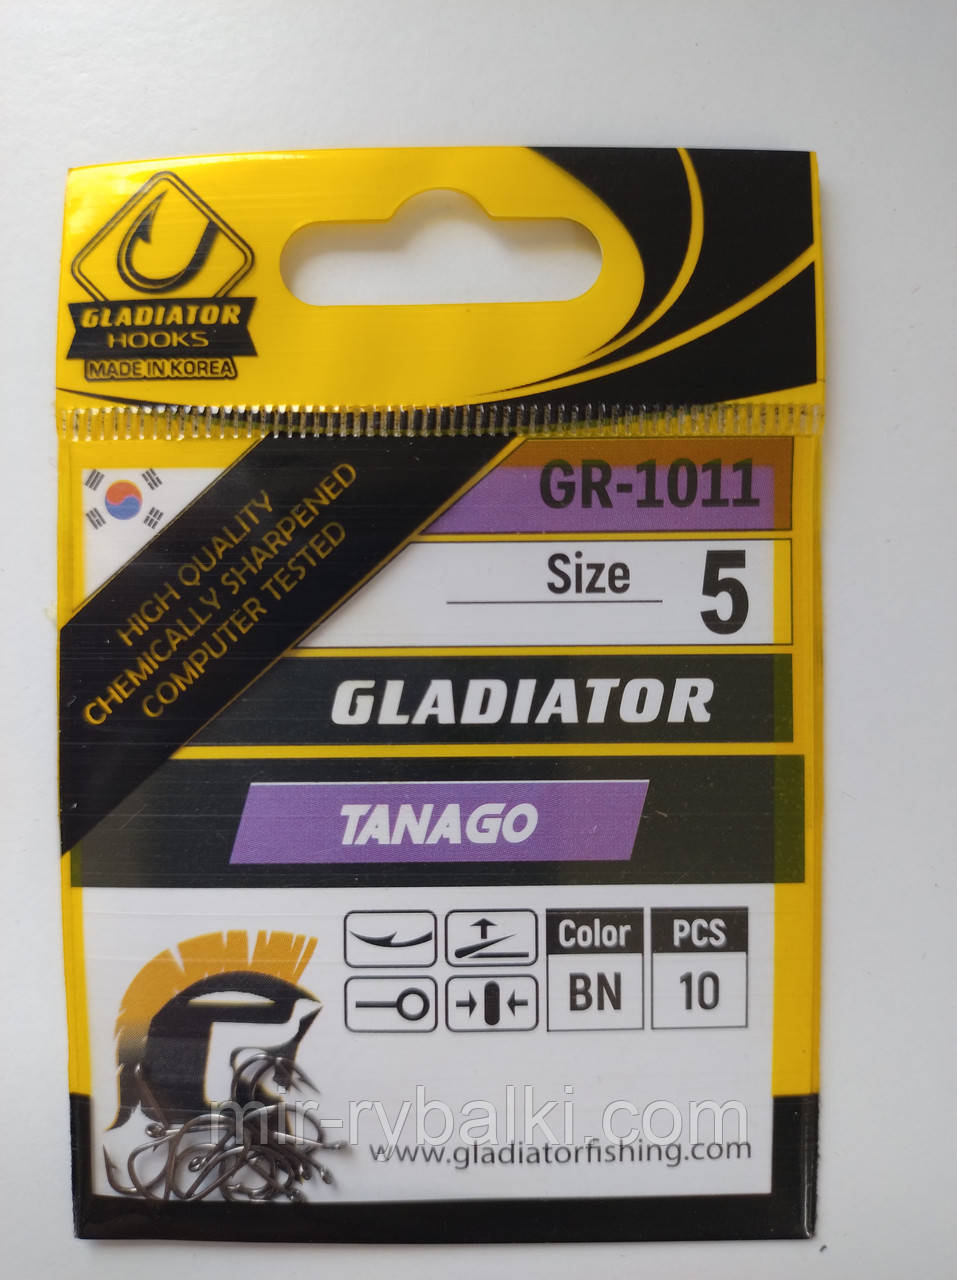 GLADIATOR
HOOKS
MADE IN KOREA
HIGH QUALITY
CHEMICALLY SHARPENED
COMPUTER TESTED
GR-1011
Size 5
GLADIATOR
TANAGO
Color PCS
BN 10
mir-rybalki.com
www.gladiatorfishing.com